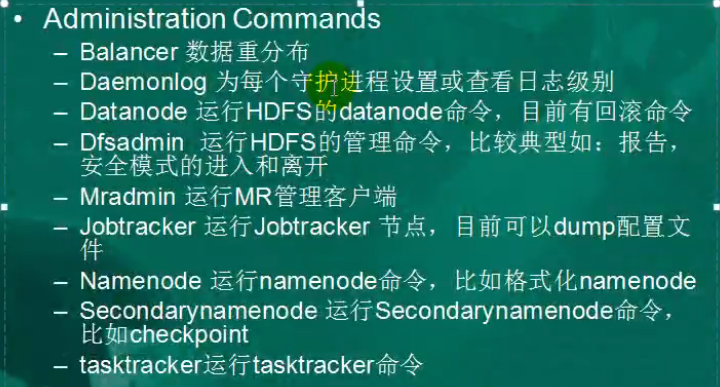 • Administration Commands
– Balancer 数据重分布
– Daemonlog 为每个守护进程设置或查看日志级别
– Datanode 运行HDFS的datanode命令，目前有回滚命令
– Dfsadmin 运行HDFS的管理命令，比较典型如：报告，
安全模式的进入和离开
– Mradmin 运行MR管理客户端
– Jobtracker 运行Jobtracker 节点，目前可以dump配置文
件
– Namenode 运行namenode命令，比如格式化namenode
– Secondarynamenode 运行Secondarynamenode命令，
比如checkpoint
– tasktracker运行tasktracker命令